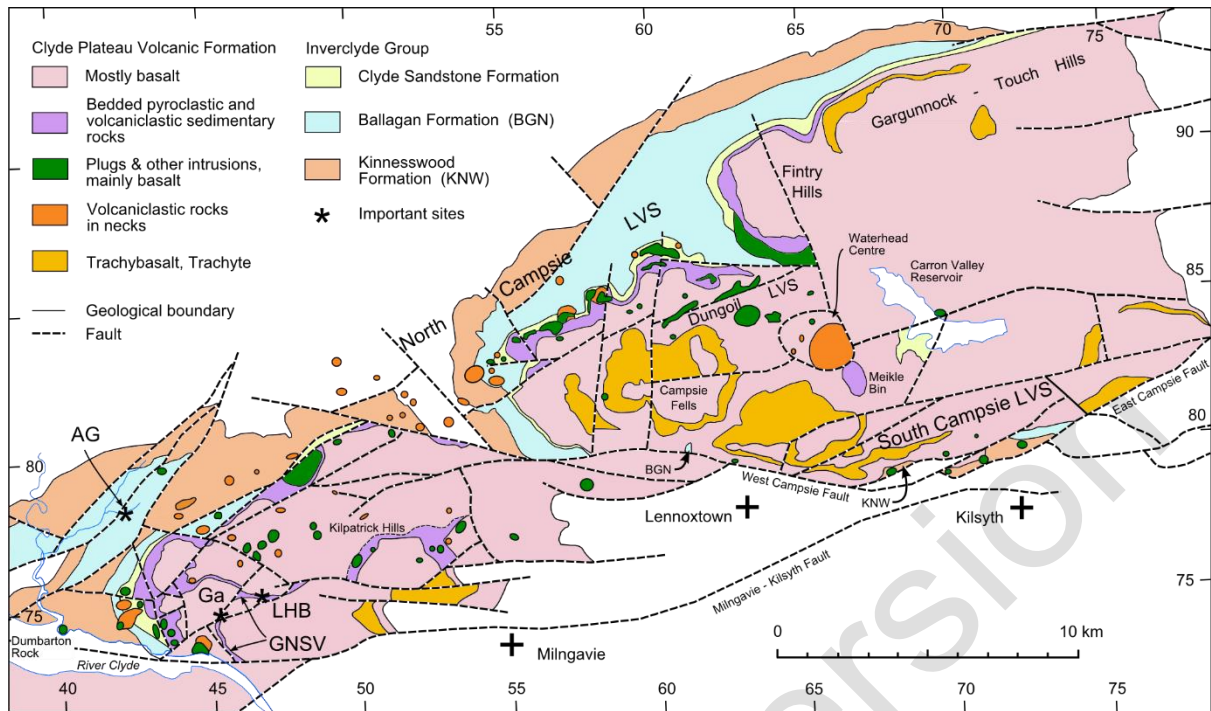 55
60
65
70
75
Clyde Plateau Volcanic Formation
Mostly basalt
Bedded pyroclastic and
volcaniclastic sedimentary
rocks
Plugs & other intrusions,
mainly basalt
Volcaniclastic rocks
in necks
Trachybasalt, Trachyte
Geological boundary
Fault
Inverclyde Group
Clyde Sandstone Formation
Ballagan Formation (BGN)
Kinnesswood
Formation (KNW)
* Important sites
Gargunnock - Touch Hills
90
Fintry
Hills
LVS
Waterhead
Centre
Carron Valley
Reservoir
85
Campsie
North
Dungoil LVS
Meikle
Bin
Campsie
Fells
South Campsie LVS
East Campsie Fault
80
AG
*
80
BGN
West Campsie Fault
KNW
Lennoxtown
Kilsyth
Kilpatrick Hills
Ga
*
*
LHB
GNSV
75
75
Milngavie - Kilsyth Fault
Dumbarton
Rock
River Clyde
Milngavie
0
10 km
40
45
50
55
60
65
70
75
ersion